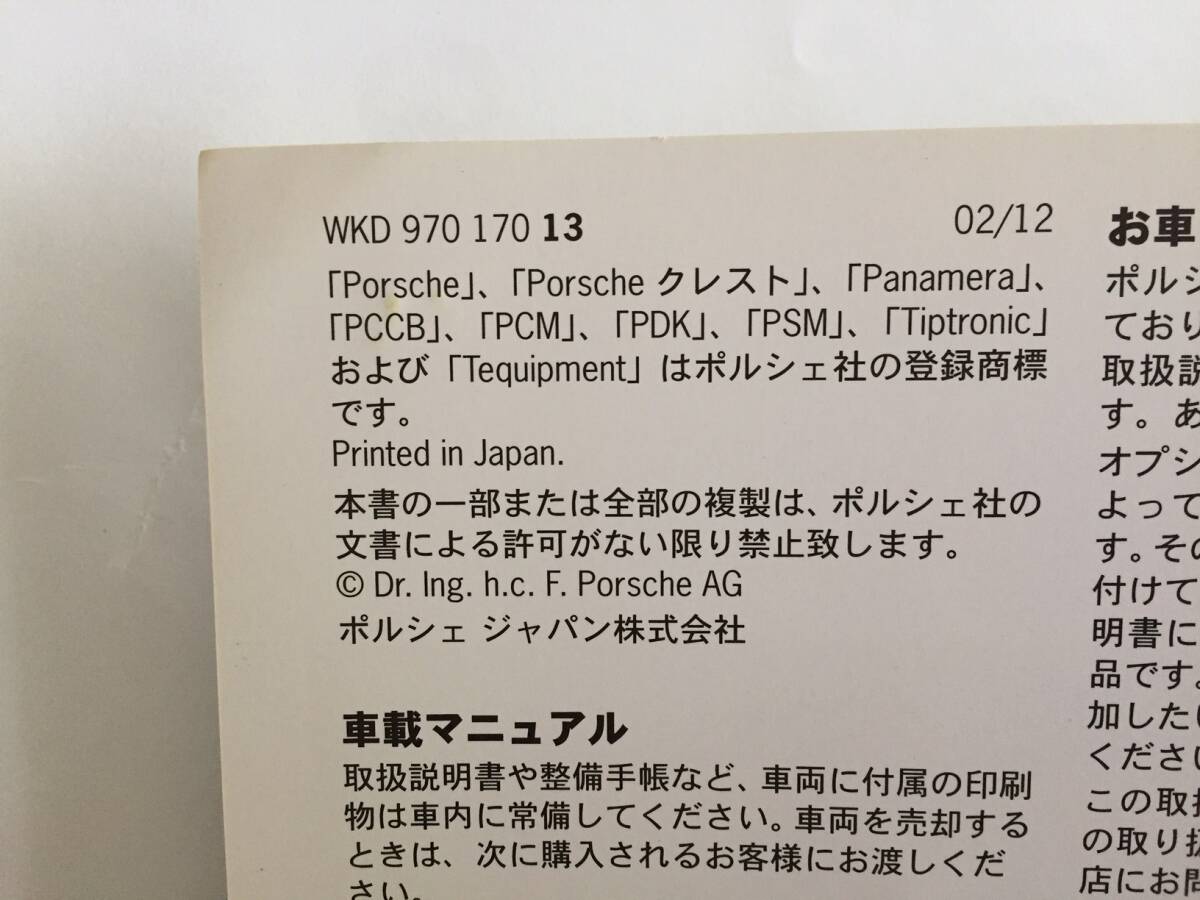 WKD 970 170 13 02/12
「Porsche」、「Porsche クレスト」、「Panamera」、
「PCCB」、「PCM」、「PDK」、「PSM」、「Tiptronic」
および「Tequipment」はポルシェ社の登録商標
です。
Printed in Japan.
本書の一部または全部の複製は、ポルシェ社の
文書による許可がない限り禁止致します。
© Dr. Ing. h.c. F. Porsche AG
ポルシェ ジャパン株式会社
車載マニュアル
取扱説明書や整備手帳など、車両に付属の印刷
物は車内に常備してください。車両を売却する
ときは、次に購入されるお客様にお渡しくだ
さい。
お車
ポルシ
ており
取扱説
す。あ
オプシ
よって
す。その
付けて
明書に
品です。
加したい
ください
この取扱
の取り扱
店にお問